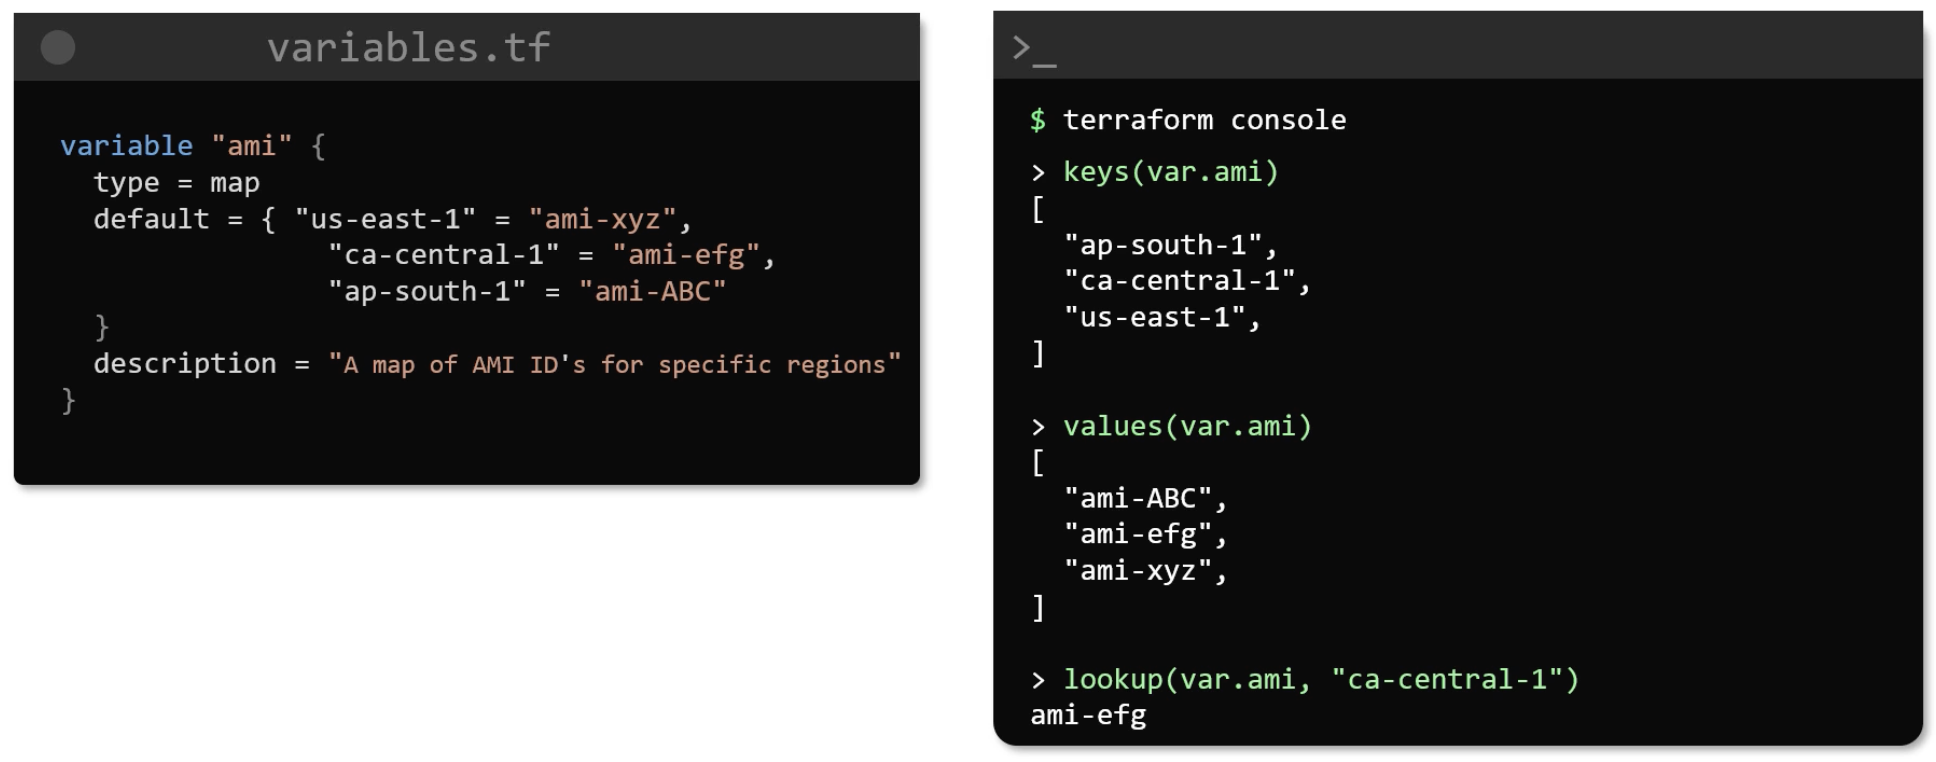 variables.tf
variable "ami" {
  type = map
  default = { "us-east-1" = "ami-xyz",
                "ca-central-1" = "ami-efg",
                "ap-south-1" = "ami-ABC"
  }
  description = "A map of AMI ID's for specific regions"
}
>_
$ terraform console
> keys(var.ami)
[
  "ap-south-1",
  "ca-central-1",
  "us-east-1",
]
> values(var.ami)
[
  "ami-ABC",
  "ami-efg",
  "ami-xyz",
]
> lookup(var.ami, "ca-central-1")
ami-efg